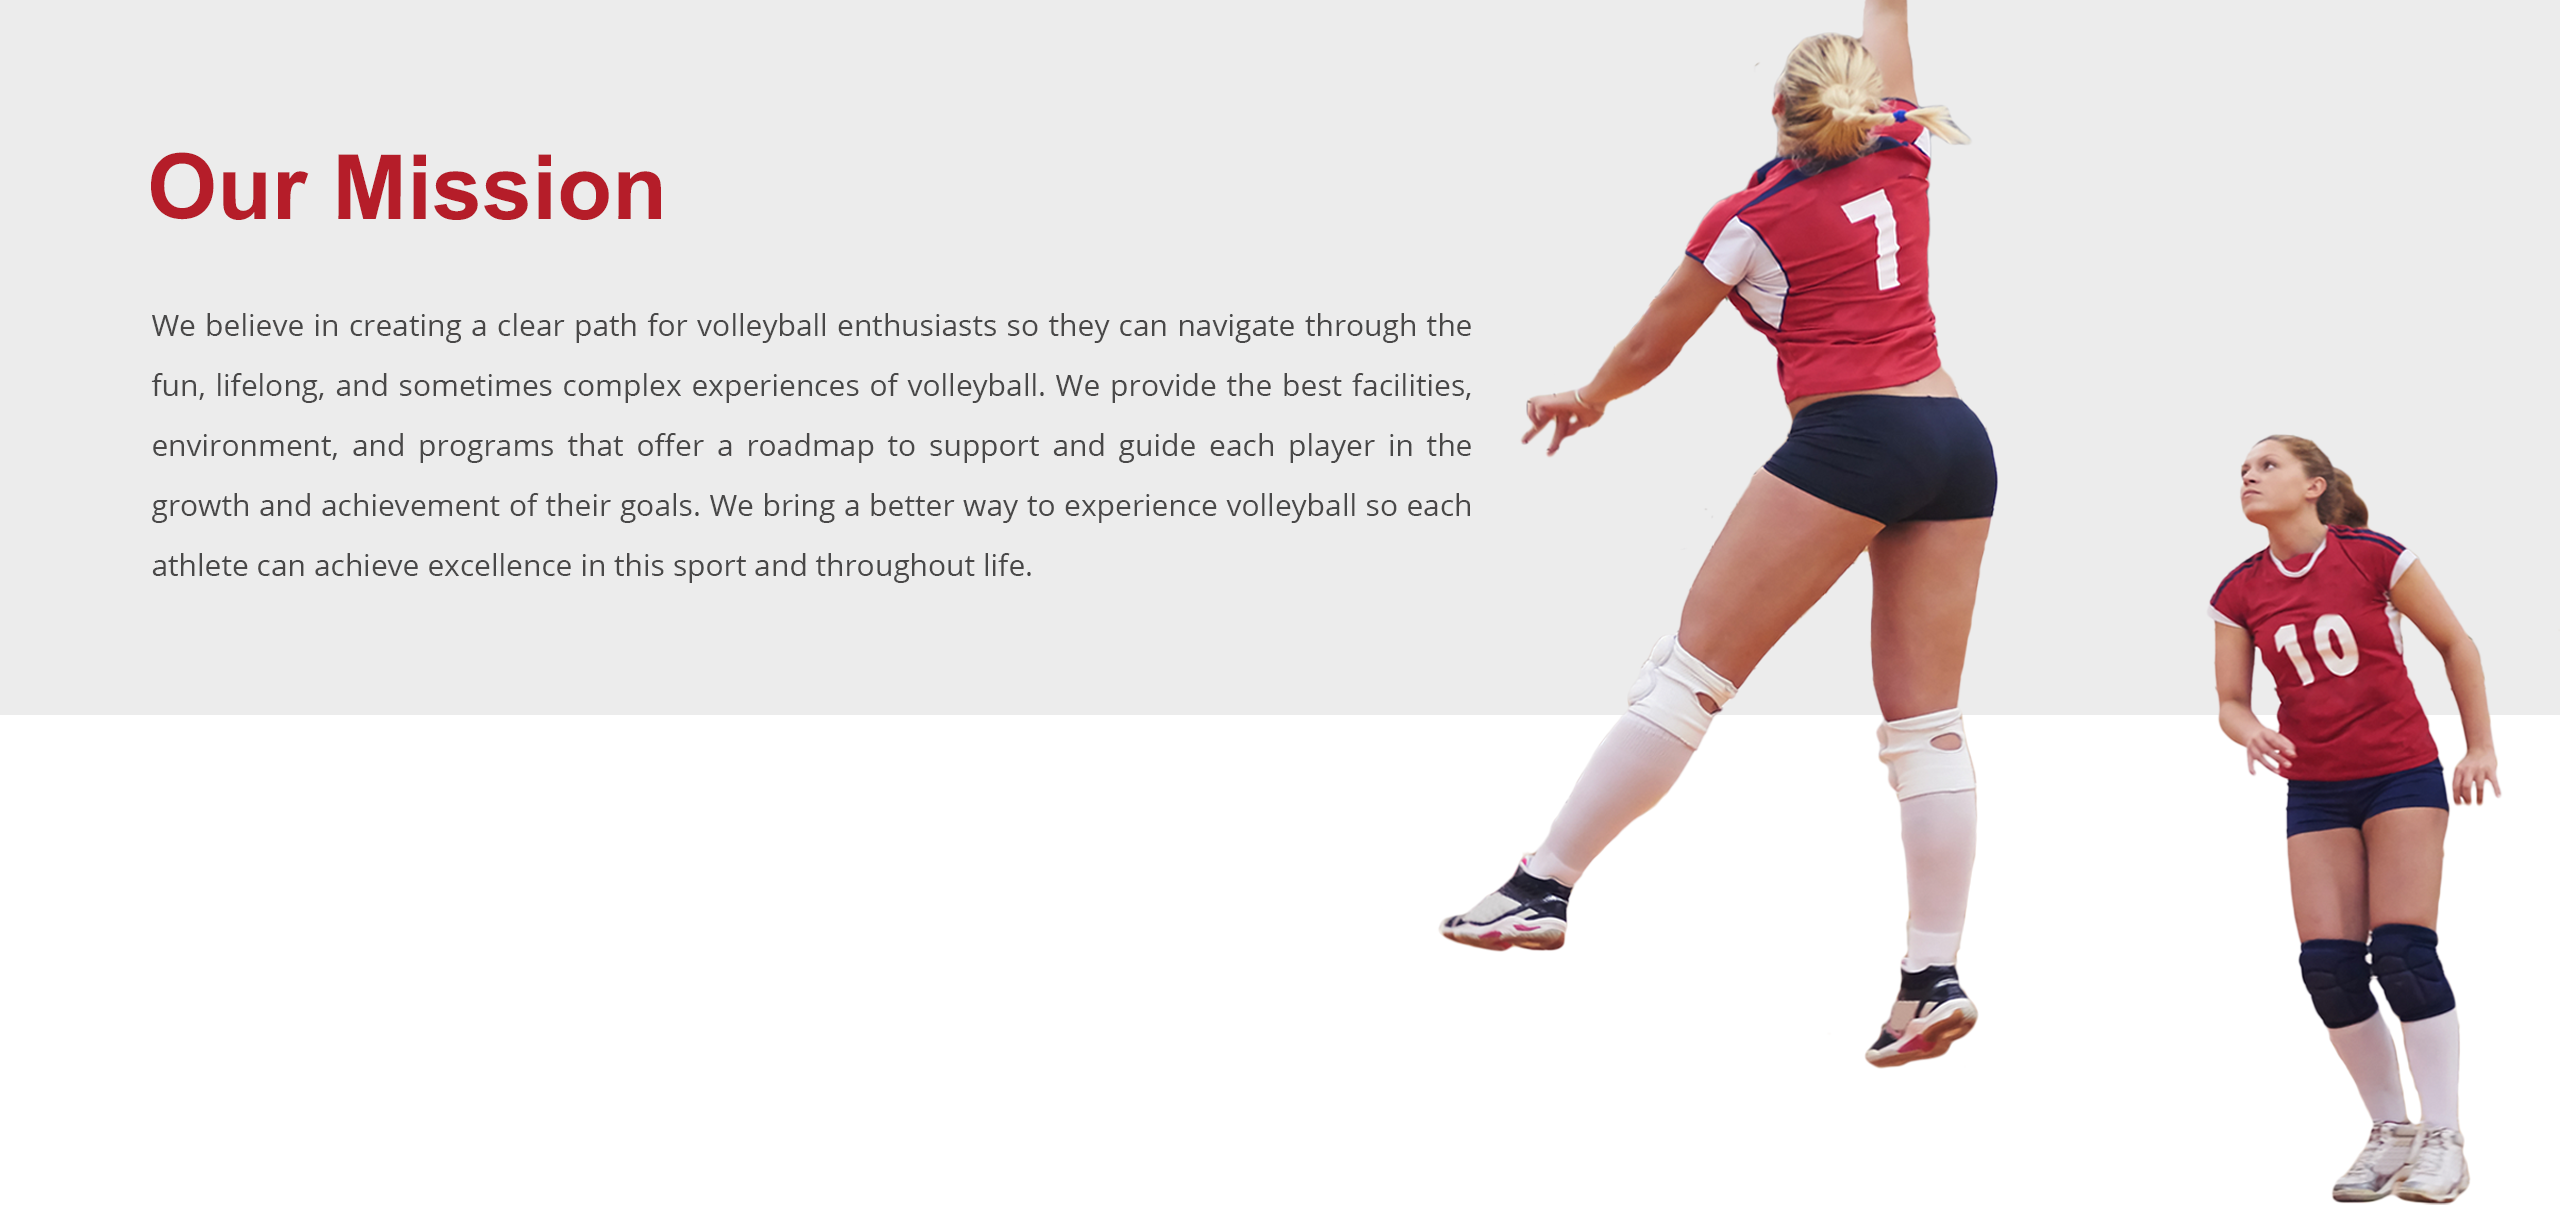 Our Mission
We believe in creating a clear path for volleyball enthusiasts so they can navigate through the
fun, lifelong, and sometimes complex experiences of volleyball. We provide the best facilities,
environment, and programs that offer a roadmap to support and guide each player in the
growth and achievement of their goals. We bring a better way to experience volleyball so each
athlete can achieve excellence in this sport and throughout life.
7
10